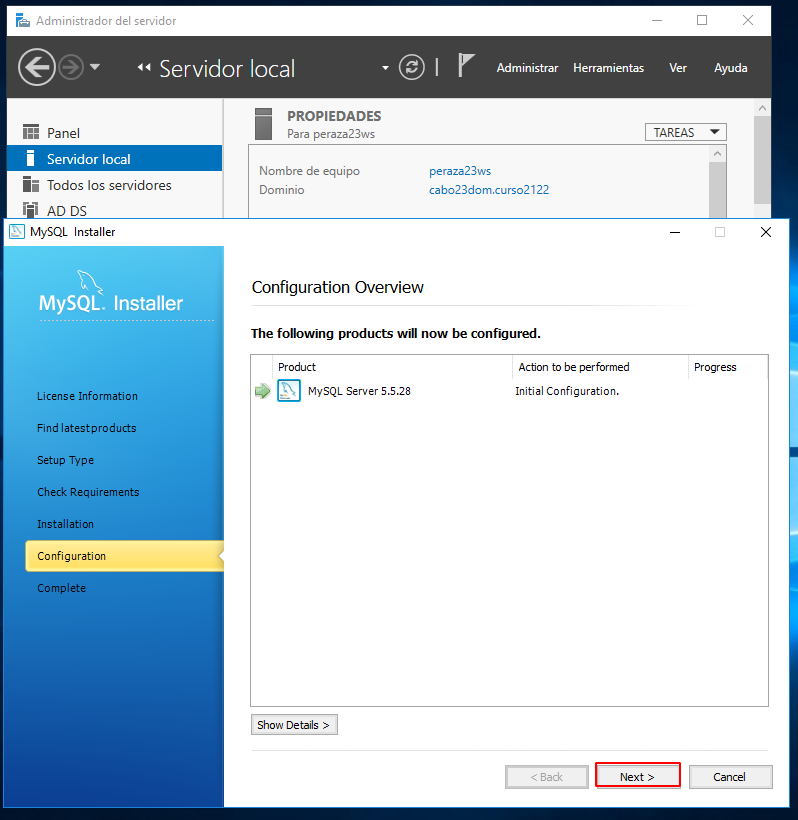 Administrador del servidor
Servidor local
Administrar Herramientas Ver Ayuda
Panel
Servidor local
Todos los servidores
AD DS
PROPIEDADES
Para peraza23ws
TAREAS
Nombre de equipo peraza23ws
Dominio cabo23dom.curso2122
MySQL Installer
MySQL Installer
License Information
Find latest products
Setup Type
Check Requirements
Installation
Configuration
Complete
Configuration Overview
The following products will now be configured.
Product Action to be performed Progress
MySQL Server 5.5.28 Initial Configuration.
Show Details >
< Back Next > Cancel